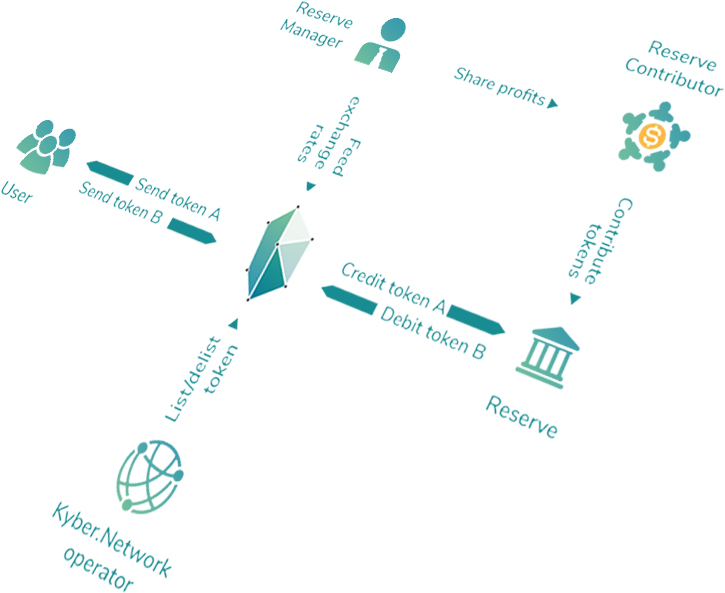 Reserve
Manager
Share profits
Reserve
Contributor
Feed
exchange
rates
User
Send token A
Send token B
Contribute
tokens
Credit token A
Debit token B
Reserve
List/delist
token
Kyber.Network
operator